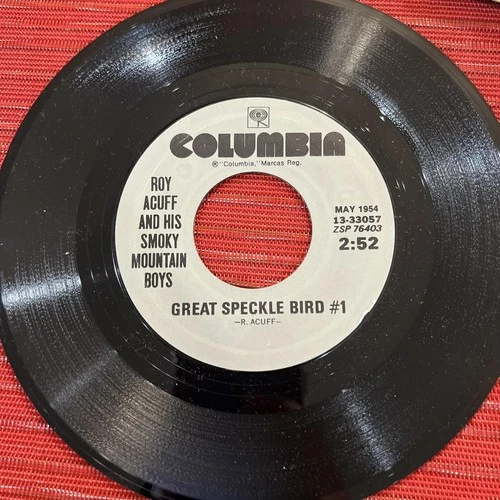 COLUMBIA
® "Columbia," Marcas Reg.
ROY
ACUFF
AND HIS
SMOKY
MOUNTAIN
BOYS
MAY 1954
13-33057
ZSP 76403
2:52
GREAT SPECKLE BIRD #1
—R. ACUFF—